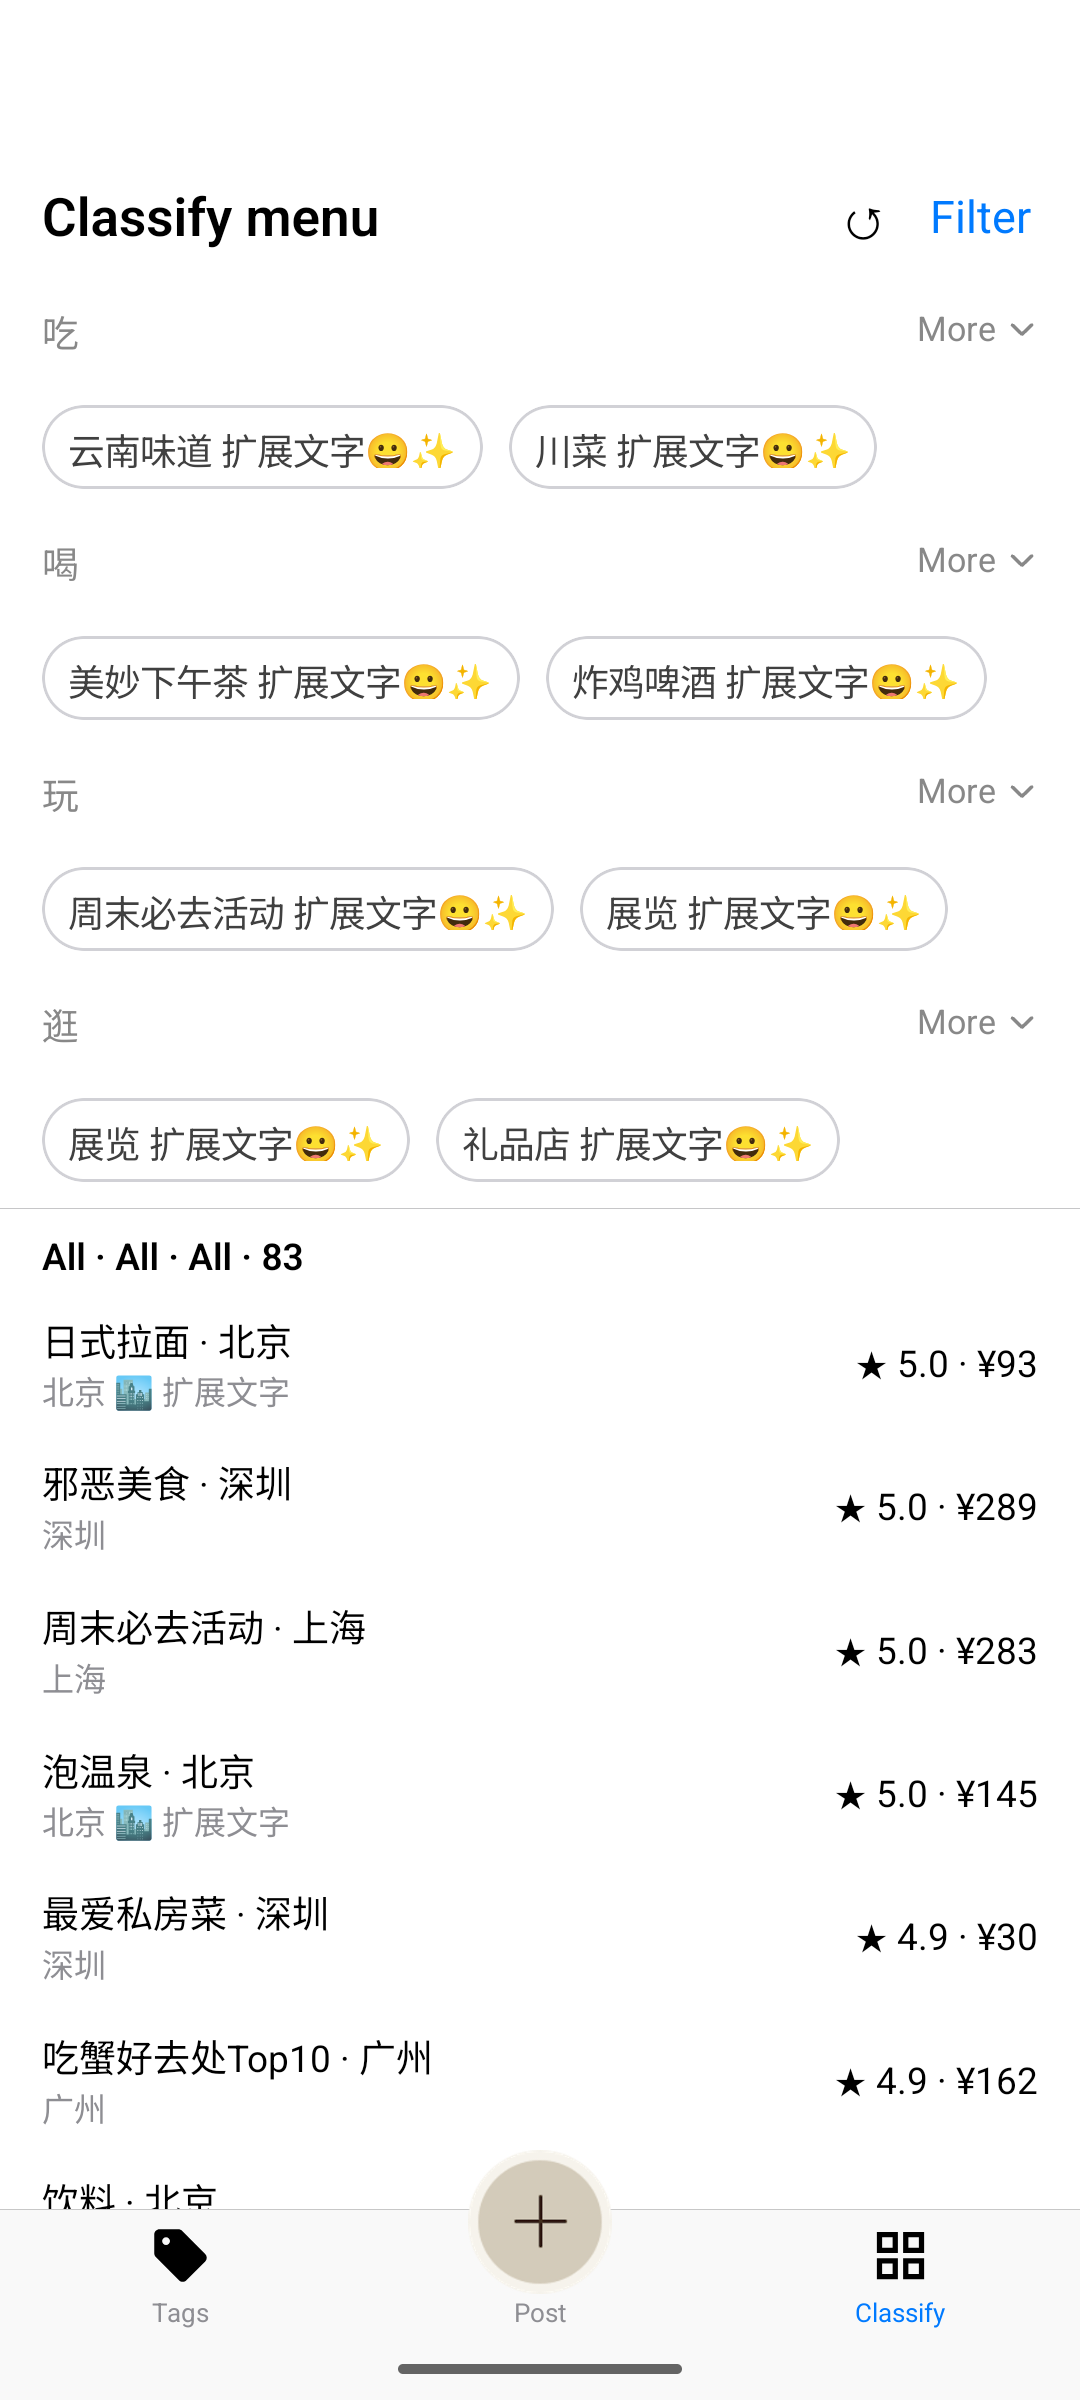 Classify menu
Filter
吃
More
云南味道 扩展文字😀✨
川菜 扩展文字😀✨
喝
More
美妙下午茶 扩展文字😀✨
炸鸡啤酒 扩展文字😀✨
玩
More
周末必去活动 扩展文字😀✨
展览 扩展文字😀✨
逛
More
展览 扩展文字😀✨
礼品店 扩展文字😀✨
All · All · All · 83
日式拉面 · 北京
北京 🏙️ 扩展文字
★ 5.0 · ¥93
邪恶美食 · 深圳
深圳
★ 5.0 · ¥289
周末必去活动 · 上海
上海
★ 5.0 · ¥283
泡温泉 · 北京
北京 🏙️ 扩展文字
★ 5.0 · ¥145
最爱私房菜 · 深圳
深圳
★ 4.9 · ¥30
吃蟹好去处Top10 · 广州
广州
★ 4.9 · ¥162
饮料 · 北京
Tags
Post
Classify